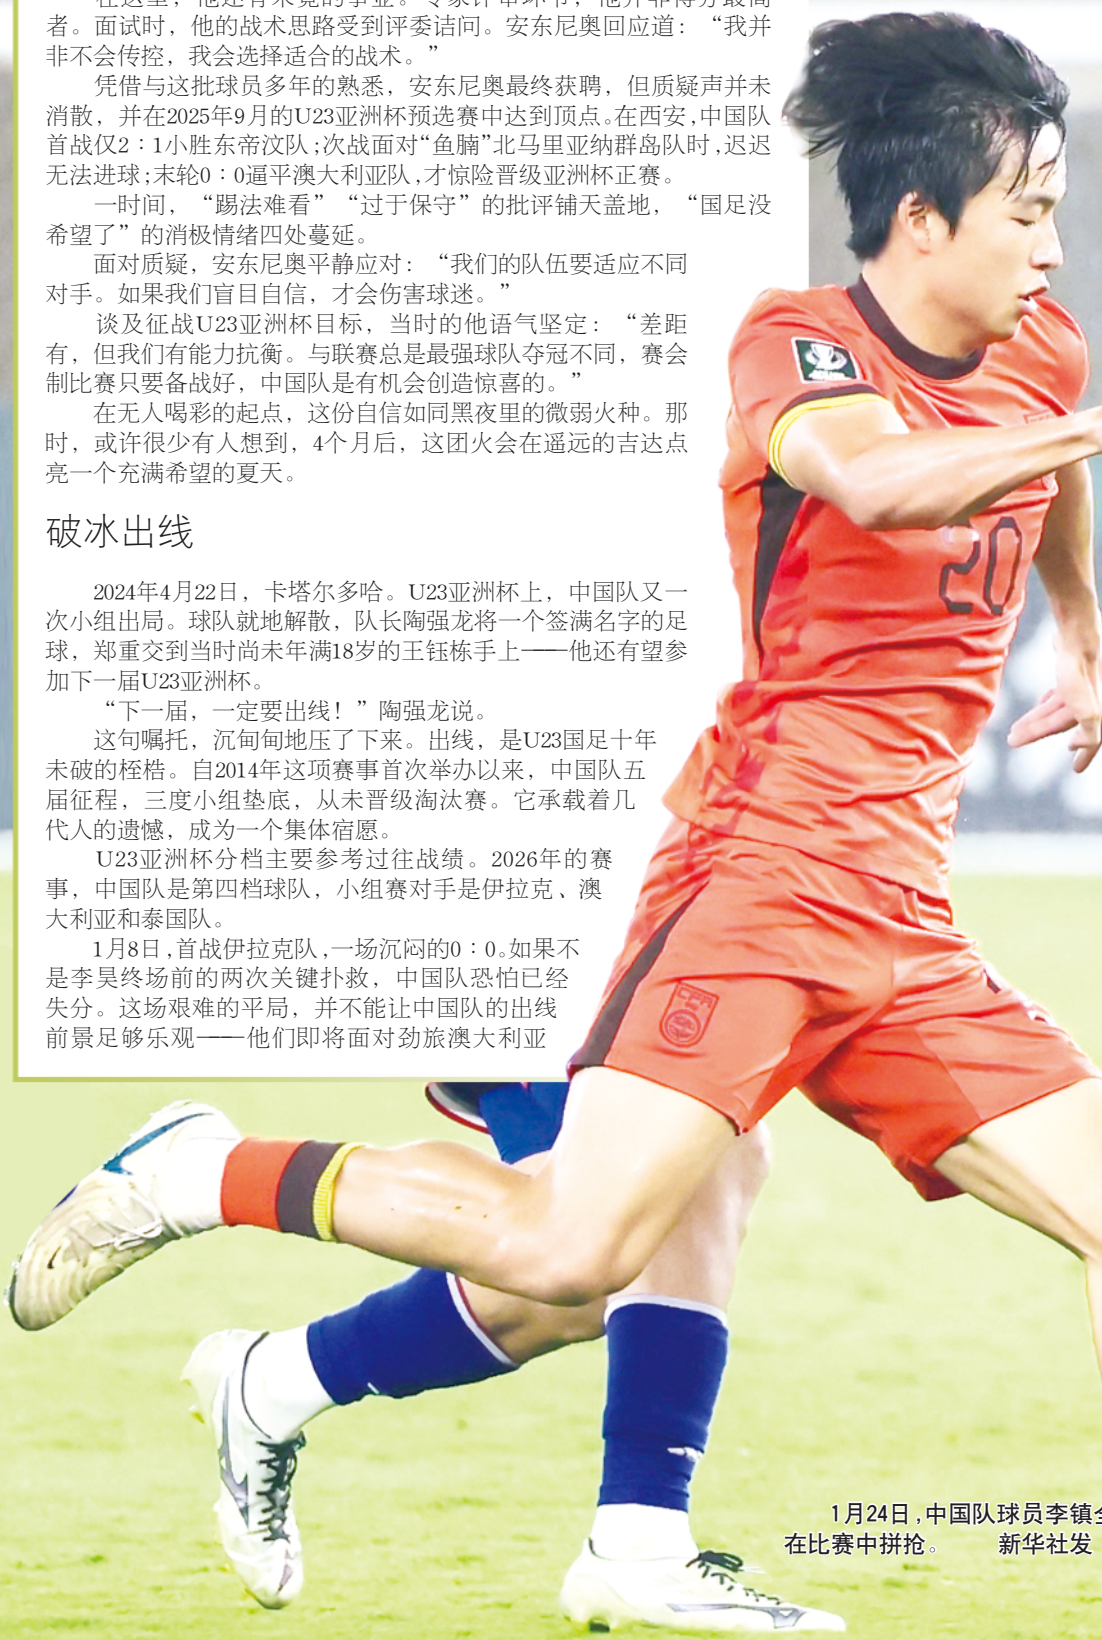 在这里，他还有未竟的事业。专家评审环节，他并非得分最高
者。面试时，他的战术思路受到评委诘问。安东尼奥回应道：“我并
非不会传控，我会选择适合的战术。”
凭借与这批球员多年的熟悉，安东尼奥最终获聘，但质疑声并未
消散，并在2025年9月的U23亚洲杯预选赛中达到顶点。在西安，中国队
首战仅2∶1小胜东帝汶队；次战面对“鱼腩”北马里亚纳群岛队时，迟迟
无法进球；末轮0∶0逼平澳大利亚队，才惊险晋级亚洲杯正赛。
一时间，“踢法难看”“过于保守”的批评铺天盖地，“国足没
希望了”的消极情绪四处蔓延。
面对质疑，安东尼奥平静应对：“我们的队伍要适应不同
对手。如果我们盲目自信，才会伤害球迷。”
谈及征战U23亚洲杯目标，当时的他语气坚定：“差距
有，但我们有能力抗衡。与联赛总是最强球队夺冠不同，赛会
制比赛只要备战好，中国队是有机会创造惊喜的。”
在无人喝彩的起点，这份自信如同黑夜里的微弱火种。那
时，或许很少有人想到，4个月后，这团火会在遥远的吉达点
亮一个充满希望的夏天。
破冰出线
2024年4月22日，卡塔尔多哈。U23亚洲杯上，中国队又一
次小组出局。球队就地解散，队长陶强龙将一个签满名字的足
球，郑重交到当时尚未年满18岁的王钰栋手上——他还有望参
加下一届U23亚洲杯。
“下一届，一定要出线！”陶强龙说。
这句嘱托，沉甸甸地压了下来。出线，是U23国足十年
未破的桎梏。自2014年这项赛事首次举办以来，中国队五
届征程，三度小组垫底，从未晋级淘汰赛。它承载着几
代人的遗憾，成为一个集体宿愿。
U23亚洲杯分档主要参考过往战绩。2026年的赛
事，中国队是第四档球队，小组赛对手是伊拉克、澳
大利亚和泰国队。
1月8日，首战伊拉克队，一场沉闷的0∶0。如果不
是李昊终场前的两次关键扑救，中国队恐怕已经
失分。这场艰难的平局，并不能让中国队的出线
前景足够乐观——他们即将面对劲旅澳大利亚
20
1月24日，中国队球员李镇全
在比赛中拼抢。 新华社发